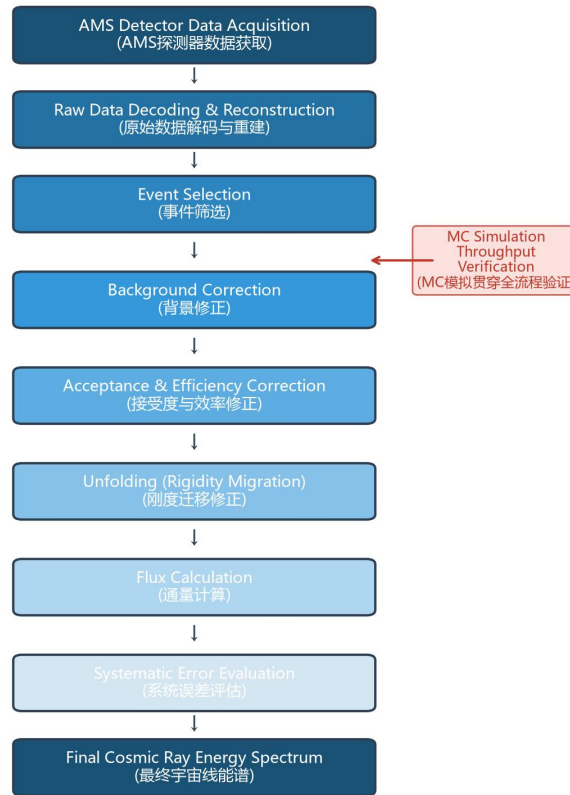 AMS Detector Data Acquisition
(AMS探测器数据获取)
↓
Raw Data Decoding & Reconstruction
(原始数据解码与重建)
↓
Event Selection
(事件筛选)
↓
MC Simulation
Throughput
Verification
(MC模拟贯穿全流程验证
Background Correction
(背景修正)
↓
Acceptance & Efficiency Correction
(接受度与效率修正)
↓
Unfolding (Rigidity Migration)
(刚度迁移修正)
↓
Flux Calculation
(通量计算)
↓
Systematic Error Evaluation
(系统误差评估)
↓
Final Cosmic Ray Energy Spectrum
(最终宇宙线能谱)